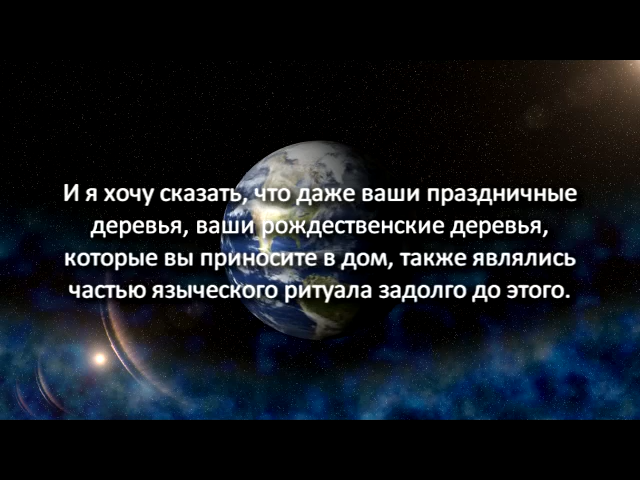 И я хочу сказать, что даже ваши праздничные
деревья, ваши рождественские деревья,
которые вы приносите в дом, также являлись
частью языческого ритуала задолго до этого.